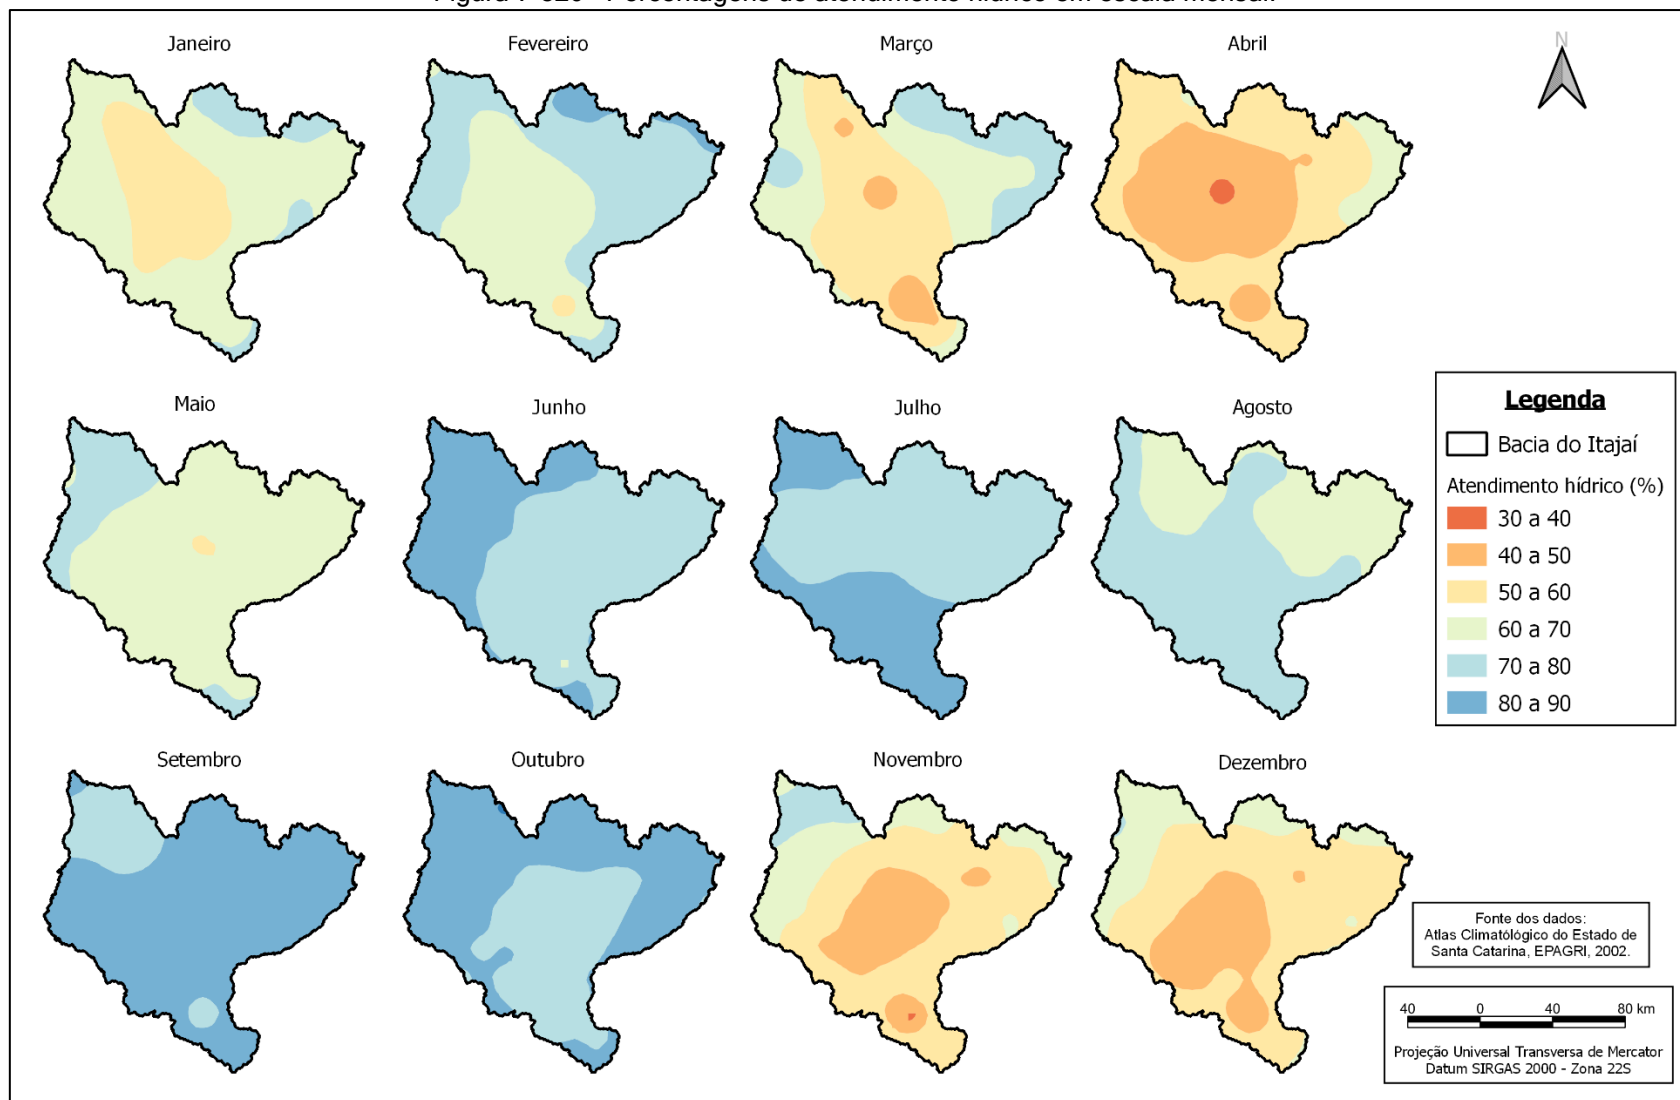 Janeiro
Fevereiro
Março
Abril
N
Maio
Junho
Julho
Agosto
Legenda
Bacia do Itajaí
Atendimento hídrico (%)
30 a 40
40 a 50
50 a 60
60 a 70
70 a 80
80 a 90
Setembro
Outubro
Novembro
Dezembro
Fonte dos dados:
Atlas Climatólógico do Estado de
Santa Catarina, EPAGRI, 2002.
40 0 40 80 km
Projeção Universal Transversa de Mercator
Datum SIRGAS 2000 - Zona 22S